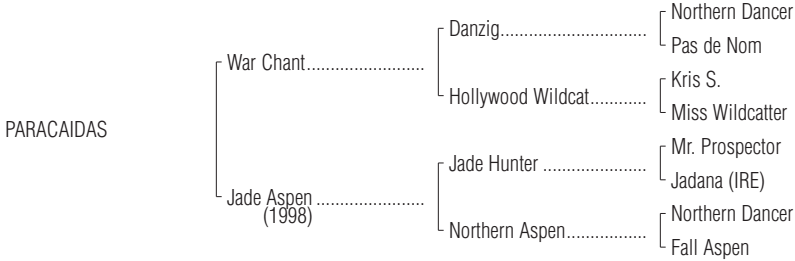 Northern Dancer
Danzig..............................
Pas de Nom
War Chant........................
Kris S.
Hollywood Wildcat...........
Miss Wildcatter
PARACAIDAS
Mr. Prospector
Jade Hunter .....................
Jadana (IRE)
Jade Aspen ......................
(1998)
Northern Dancer
Northern Aspen................
Fall Aspen